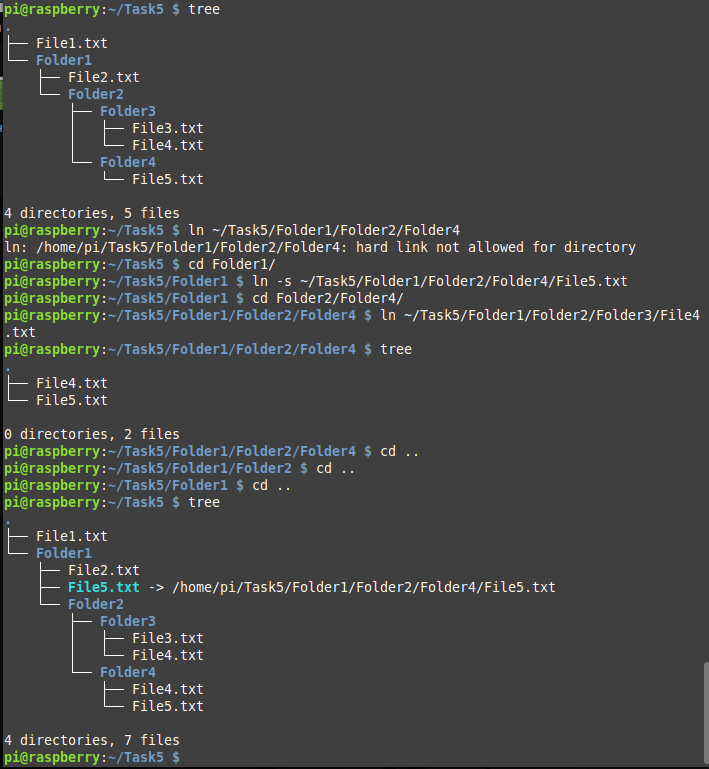 pi@raspberry:~/Task5 $ tree
.
├── File1.txt
└── Folder1
    ├── File2.txt
    └── Folder2
        ├── Folder3
        │   ├── File3.txt
        │   └── File4.txt
        └── Folder4
            └── File5.txt

4 directories, 5 files
pi@raspberry:~/Task5 $ ln ~/Task5/Folder1/Folder2/Folder4
ln: /home/pi/Task5/Folder1/Folder2/Folder4: hard link not allowed for directory
pi@raspberry:~/Task5 $ cd Folder1/
pi@raspberry:~/Task5/Folder1 $ ln -s ~/Task5/Folder1/Folder2/Folder4/File5.txt
pi@raspberry:~/Task5/Folder1 $ cd Folder2/Folder4/
pi@raspberry:~/Task5/Folder1/Folder2/Folder4 $ ln ~/Task5/Folder1/Folder2/Folder3/File4
.txt
pi@raspberry:~/Task5/Folder1/Folder2/Folder4 $ tree
.
├── File4.txt
└── File5.txt

0 directories, 2 files
pi@raspberry:~/Task5/Folder1/Folder2/Folder4 $ cd ..
pi@raspberry:~/Task5/Folder1/Folder2 $ cd ..
pi@raspberry:~/Task5/Folder1 $ cd ..
pi@raspberry:~/Task5 $ tree
.
├── File1.txt
└── Folder1
    ├── File2.txt
    ├── File5.txt -> /home/pi/Task5/Folder1/Folder2/Folder4/File5.txt
    └── Folder2
        ├── Folder3
        │   ├── File3.txt
        │   └── File4.txt
        └── Folder4
            ├── File4.txt
            └── File5.txt

4 directories, 7 files
pi@raspberry:~/Task5 $